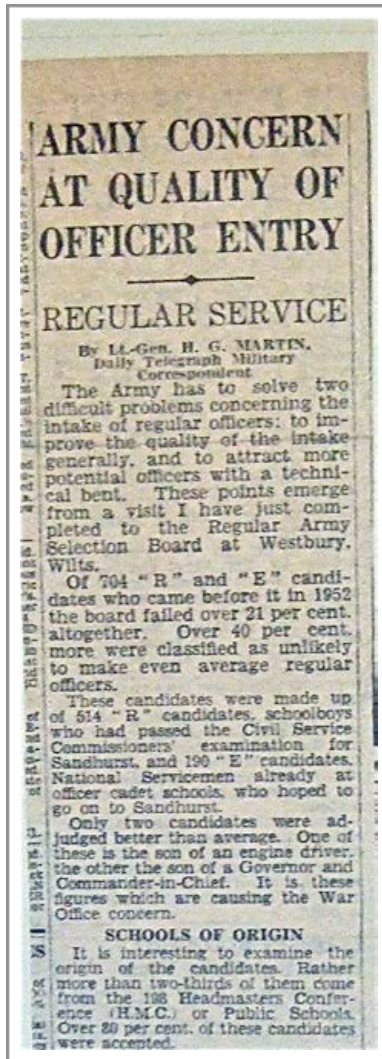 ARMY CONCERN
AT QUALITY OF
OFFICER ENTRY
REGULAR SERVICE
By Lt.-Gen. H. G. MARTIN,
Daily Telegraph Military
Correspondent
The Army has to solve two
difficult problems concerning the
intake of regular officers: to im-
prove the quality of the intake
generally, and to attract more
potential officers with a techni-
cal bent. These points emerge
from a visit I have just com-
pleted to the Regular Army
Selection Board at Westbury,
Wilts.
Of 704 "R" and "E" candi-
dates who came before it in 1952
the board failed over 21 per cent.
altogether. Over 40 per cent.
more were classified as unlikely
to make even average regular
officers.
These candidates were made up
of 514 "R" candidates, schoolboys
who had passed the Civil Service
Commissioners' examination for
Sandhurst, and 190 "E" candidates,
National Servicemen already at
officer cadet schools, who hoped to
go on to Sandhurst.
Only two candidates were ad-
judged better than average. One of
these is the son of an engine driver,
the other the son of a Governor and
Commander-in-Chief. It is these
figures which are causing the War
Office concern.
SCHOOLS OF ORIGIN
It is interesting to examine the
origin of the candidates. Rather
more than two-thirds of them come
from the 198 Headmasters Confer-
ence (H.M.C.) or Public Schools.
Over 80 per cent. of these candidates
were accepted.